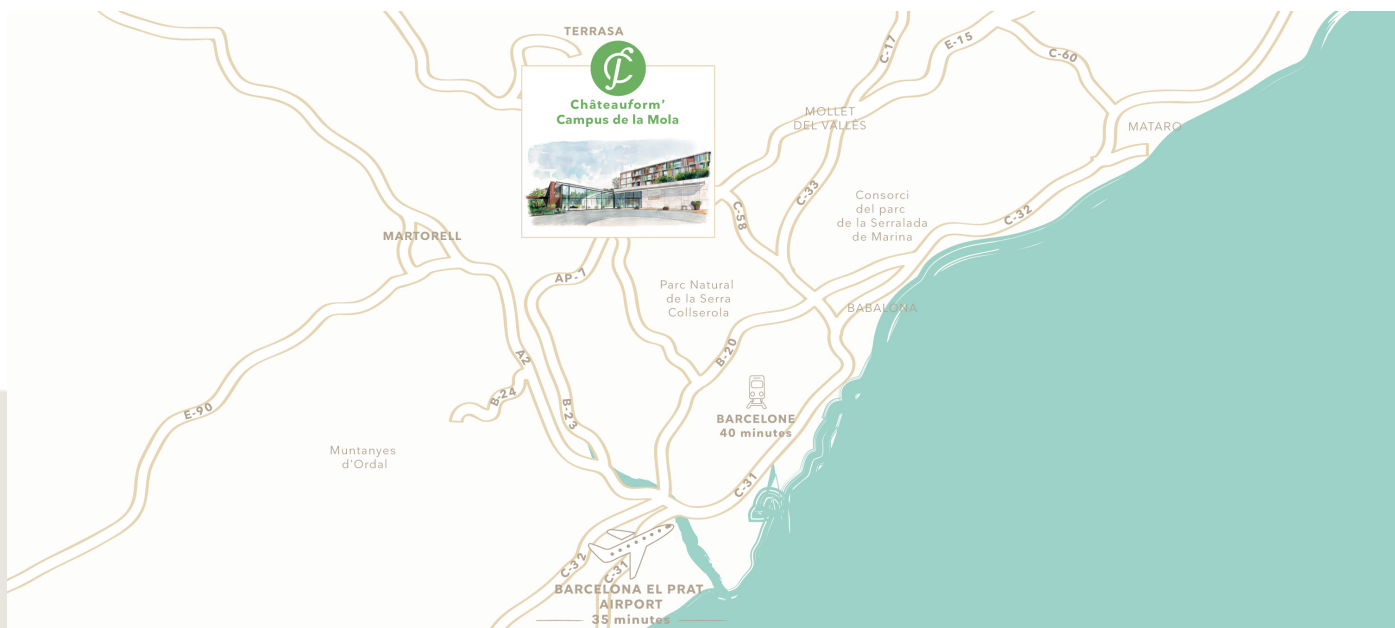 TERRASA
Châteauform'
Campus de la Mola
C-17
E-15
C-60
MOLLET
DEL VALLÈS
MATARO
C-33
C-58
Consorci
del parc
de la Serralada
de Marina
C-32
MARTORELL
AP-7
Parc Natural
de la Serra
Collserola
BABALONA
A2
B-20
B-24
B-23
E-90
BARCELONE
40 minutes
Muntanyes
d'Ordal
C-31
C-32
C-31
BARCELONA EL PRAT
AIRPORT
35 minutes